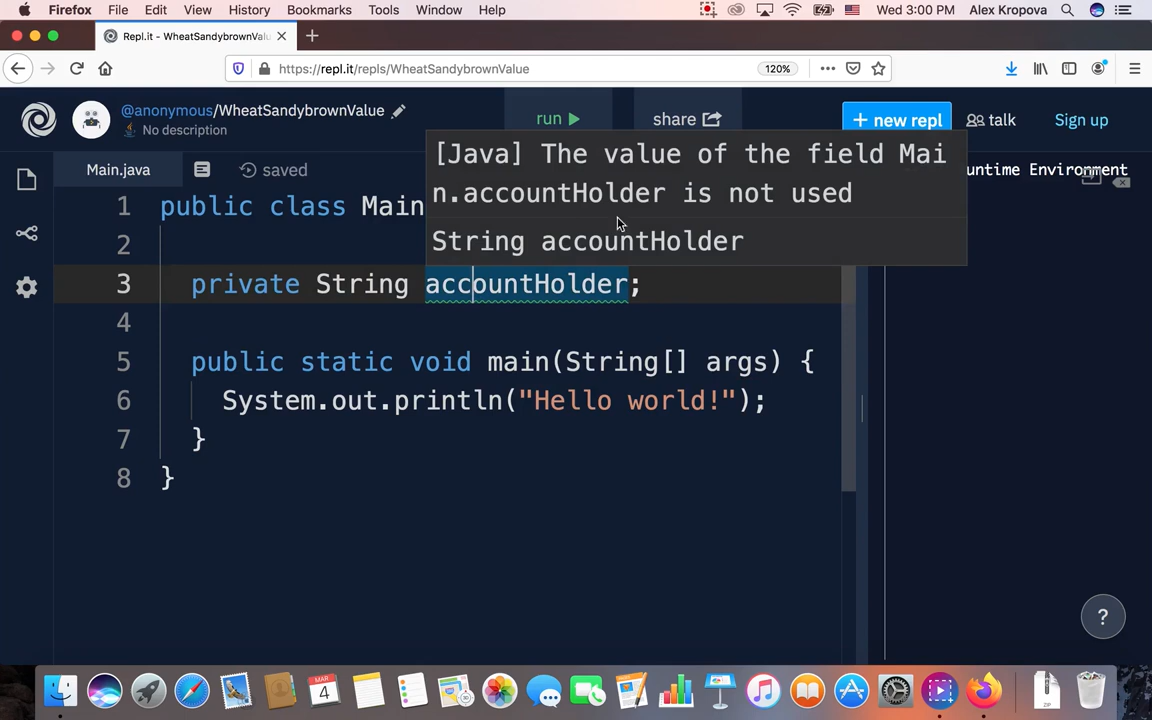 Firefox File Edit View History Bookmarks Tools Window Help Wed 3:00 PM Alex Kropova
Repl.it - WheatSandybrownValu
https://repl.it/repls/WheatSandybrownValue 120%
@anonymous/WheatSandybrownValue run share + new repl talk Sign up
No description
Main.java saved
[Java] The value of the field Mai
n.accountHolder is not used
String accountHolder
untime Environment
1 public class Main
2
3 private String accountHolder;
4
5 public static void main(String[] args) {
6 System.out.println("Hello world!");
7 }
8 }
?
MAR
4
ZIP